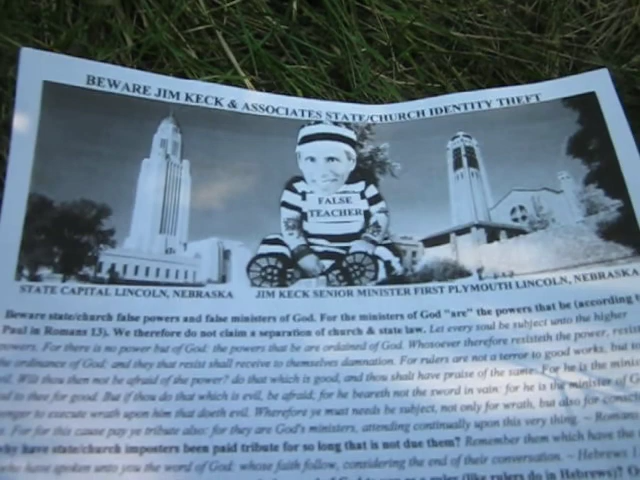 BEWARE JIM KECK & ASSOCIATES STATE/CHURCH IDENTITY THEFT
FALSE
TEACHER
STATE CAPITAL LINCOLN, NEBRASKA
JIM KECK SENIOR MINISTER FIRST PLYMOUTH LINCOLN, NEBRASKA
Beware state/church false powers and false ministers of God. For the ministers of God "are" the powers that be (according
Paul in Romans 13). We therefore do not claim a separation of church & state law. Let every soul be subject unto the higher
powers. For there is no power but of God: the powers that be are ordained of God. Whosoever therefore resisteth the power,
the ordinance of God: and they that resist shall receive to themselves damnation. For rulers are not a terror to good works, but to
Wilt thou then not be afraid of the power? do that which is good, and thou shalt have praise of the same: For he is the
to thee for good. But if thou do that which is evil, be afraid; for he beareth not the sword in vain: for he is the minister of
to execute wrath upon him that doeth evil. Wherefore ye must needs be subject, not only for wrath, but also for
For for this cause pay ye tribute also: for they are God's ministers, attending continually upon this very thing. –
why have state/church imposters been paid tribute for so long that is not due them? Remember them which have the
who have spoken unto you the word of God: whose faith follow, considering the end of their conversation. – Hebrews
(like rulers do in Hebrews)?